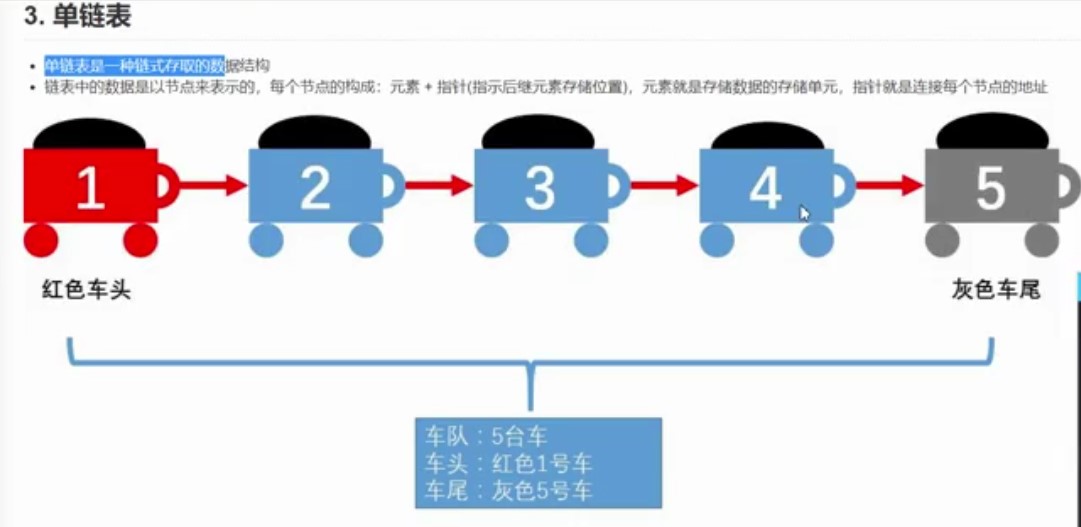 3. 单链表
单链表是一种链式存取的数据结构
链表中的数据是以节点来表示的，每个节点的构成：元素 + 指针(指示后继元素存储位置)，元素就是存储数据的存储单元，指针就是连接每个节点的地址
1 2 3 4 5
红色车头 灰色车尾
车队：5台车
车头：红色1号车
车尾：灰色5号车